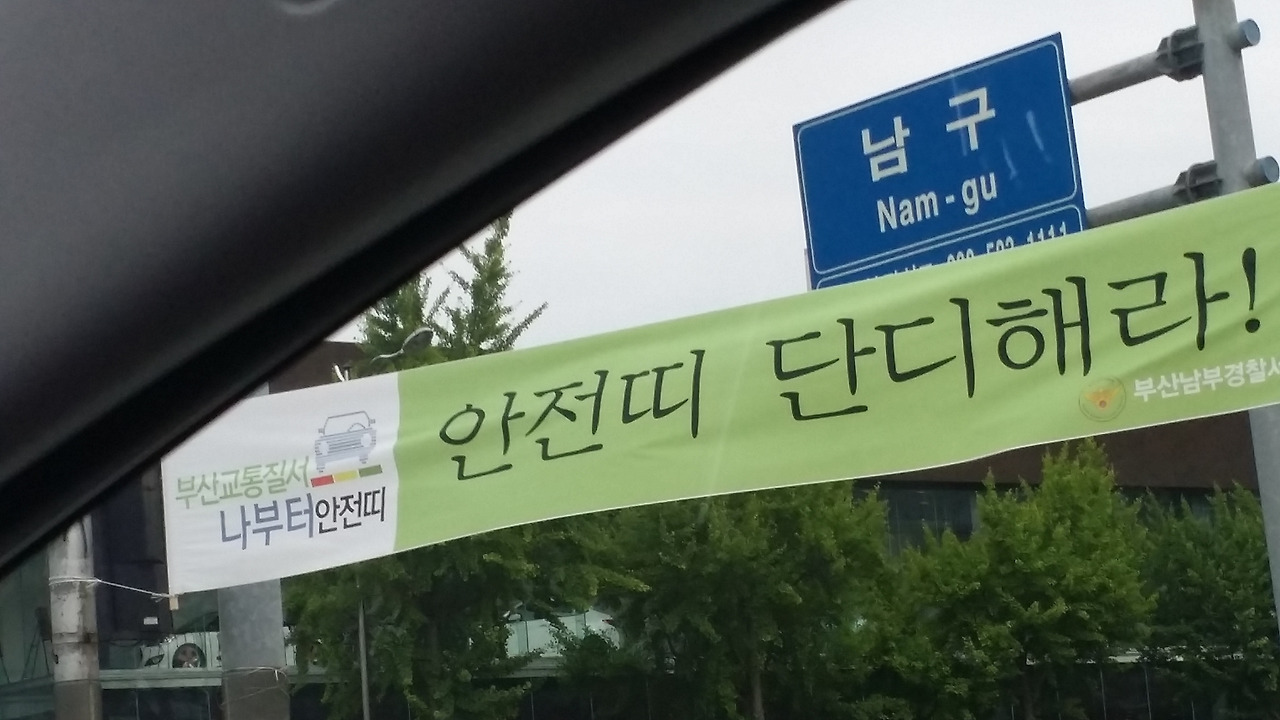 남 구
Nam-gu
안전띠 단디해라!
부산남부경찰서
부산교통질서
나부터안전띠